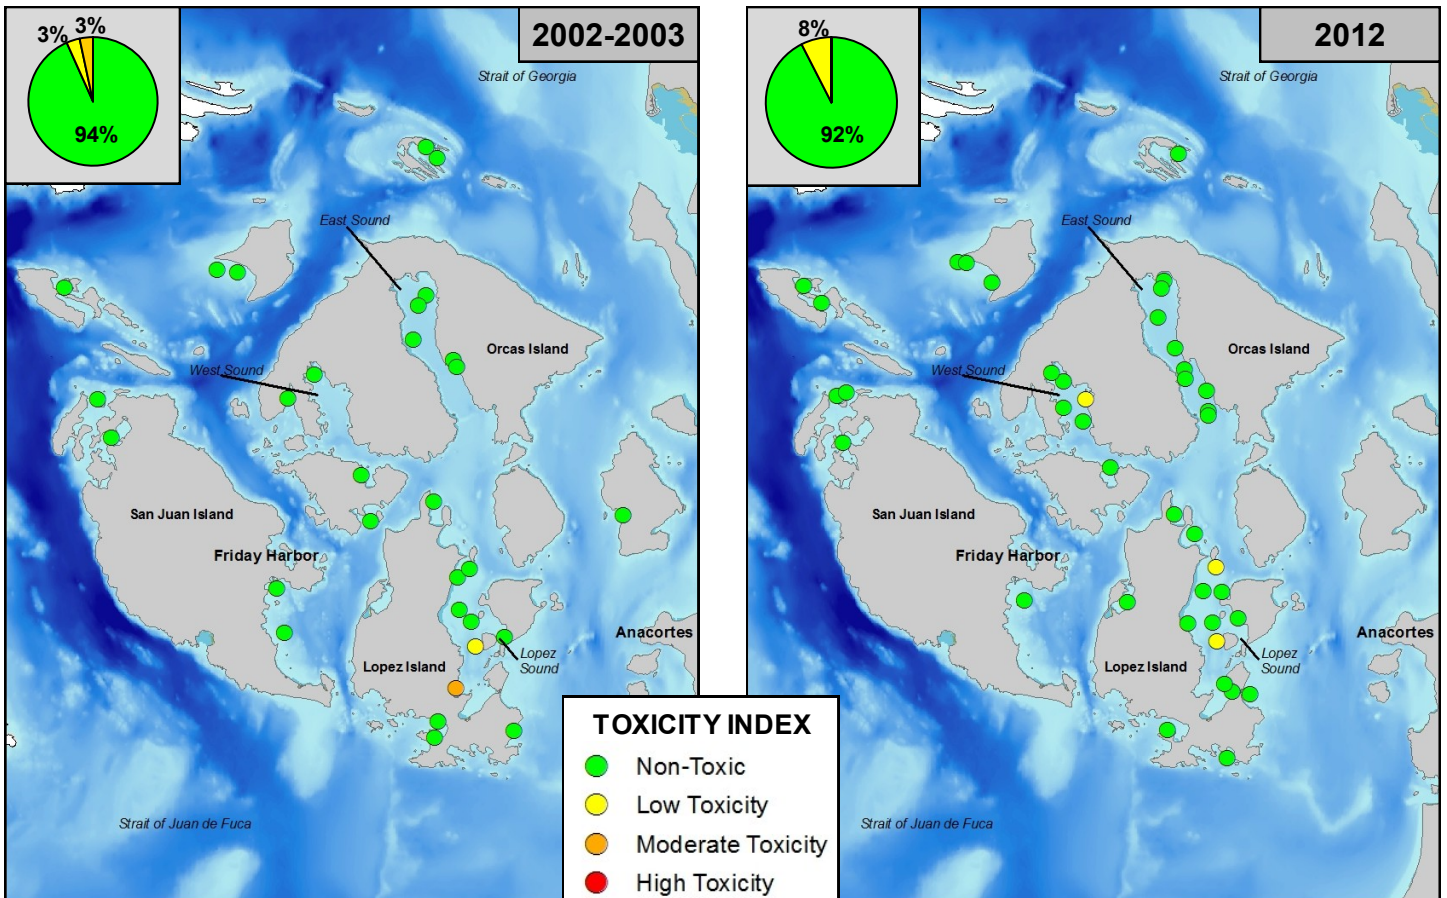 3%
3%
94%
2002-2003
Strait of Georgia
East Sound
Orcas Island
West Sound
San Juan Island
Friday Harbor
Anacortes
Lopez Island
Lopez
Sound
Strait of Juan de Fuca
8%
92%
2012
Strait of Georgia
East Sound
Orcas Island
West Sound
San Juan Island
Friday Harbor
Anacortes
Lopez Island
Lopez
Sound
Strait of Juan de Fuca
TOXICITY INDEX
Non-Toxic
Low Toxicity
Moderate Toxicity
High Toxicity